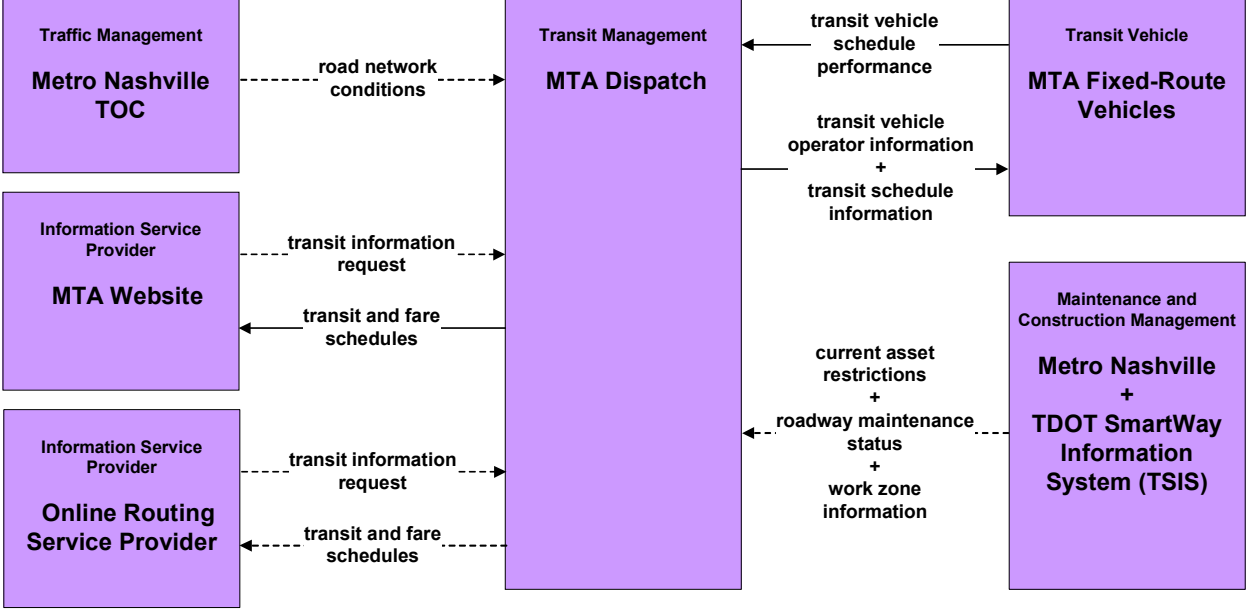 Traffic Management
Metro Nashville
TOC
road network
conditions
Information Service
Provider
MTA Website
transit information
request
transit and fare
schedules
Information Service
Provider
Online Routing
Service Provider
transit information
request
transit and fare
schedules
Transit Management
MTA Dispatch
transit vehicle
schedule
performance
transit vehicle
operator information
+
transit schedule
information
Transit Vehicle
MTA Fixed-Route
Vehicles
current asset
restrictions
+
roadway maintenance
status
+
work zone
information
Maintenance and
Construction Management
Metro Nashville
+
TDOT SmartWay
Information
System (TSIS)